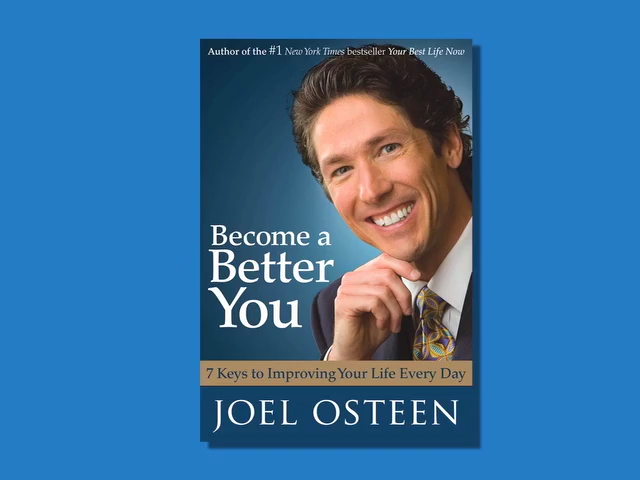 Author of the #1 New York Times bestseller Your Best Life Now
Become a
Better
You
7 Keys to Improving Your Life Every Day
JOEL OSTEEN